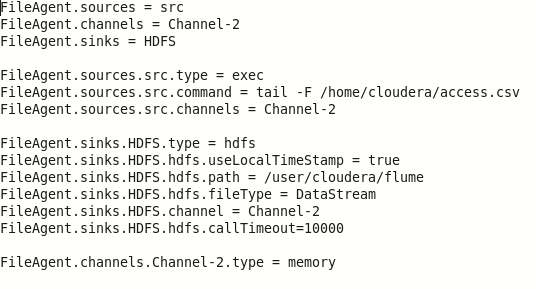 FileAgent.sources = src
FileAgent.channels = Channel-2
FileAgent.sinks = HDFS
FileAgent.sources.src.type = exec
FileAgent.sources.src.command = tail -F /home/cloudera/access.csv
FileAgent.sources.src.channels = Channel-2
FileAgent.sinks.HDFS.type = hdfs
FileAgent.sinks.HDFS.hdfs.useLocalTimeStamp = true
FileAgent.sinks.HDFS.hdfs.path = /user/cloudera/flume
FileAgent.sinks.HDFS.hdfs.fileType = DataStream
FileAgent.sinks.HDFS.channel = Channel-2
FileAgent.sinks.HDFS.hdfs.callTimeout=10000
FileAgent.channels.Channel-2.type = memory